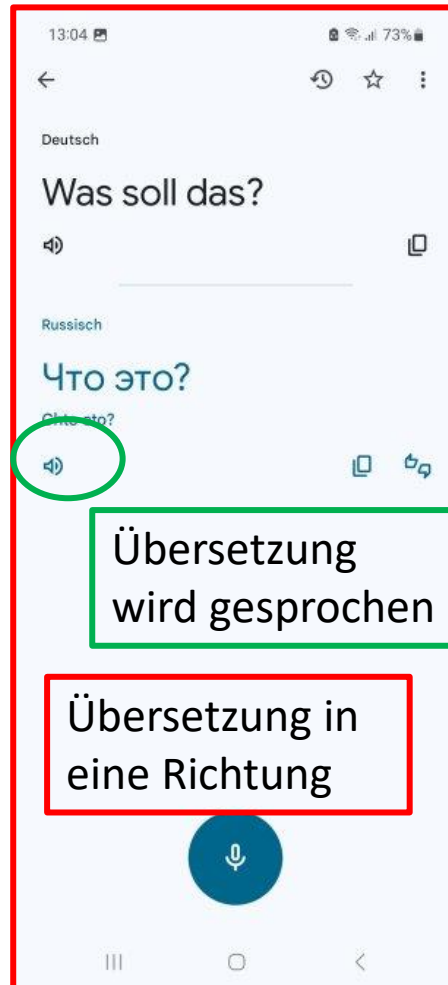 13:04 73%
Deutsch
Was soll das?
Russisch
Что это?
Chto eto?
Übersetzung
wird gesprochen
Übersetzung in
eine Richtung